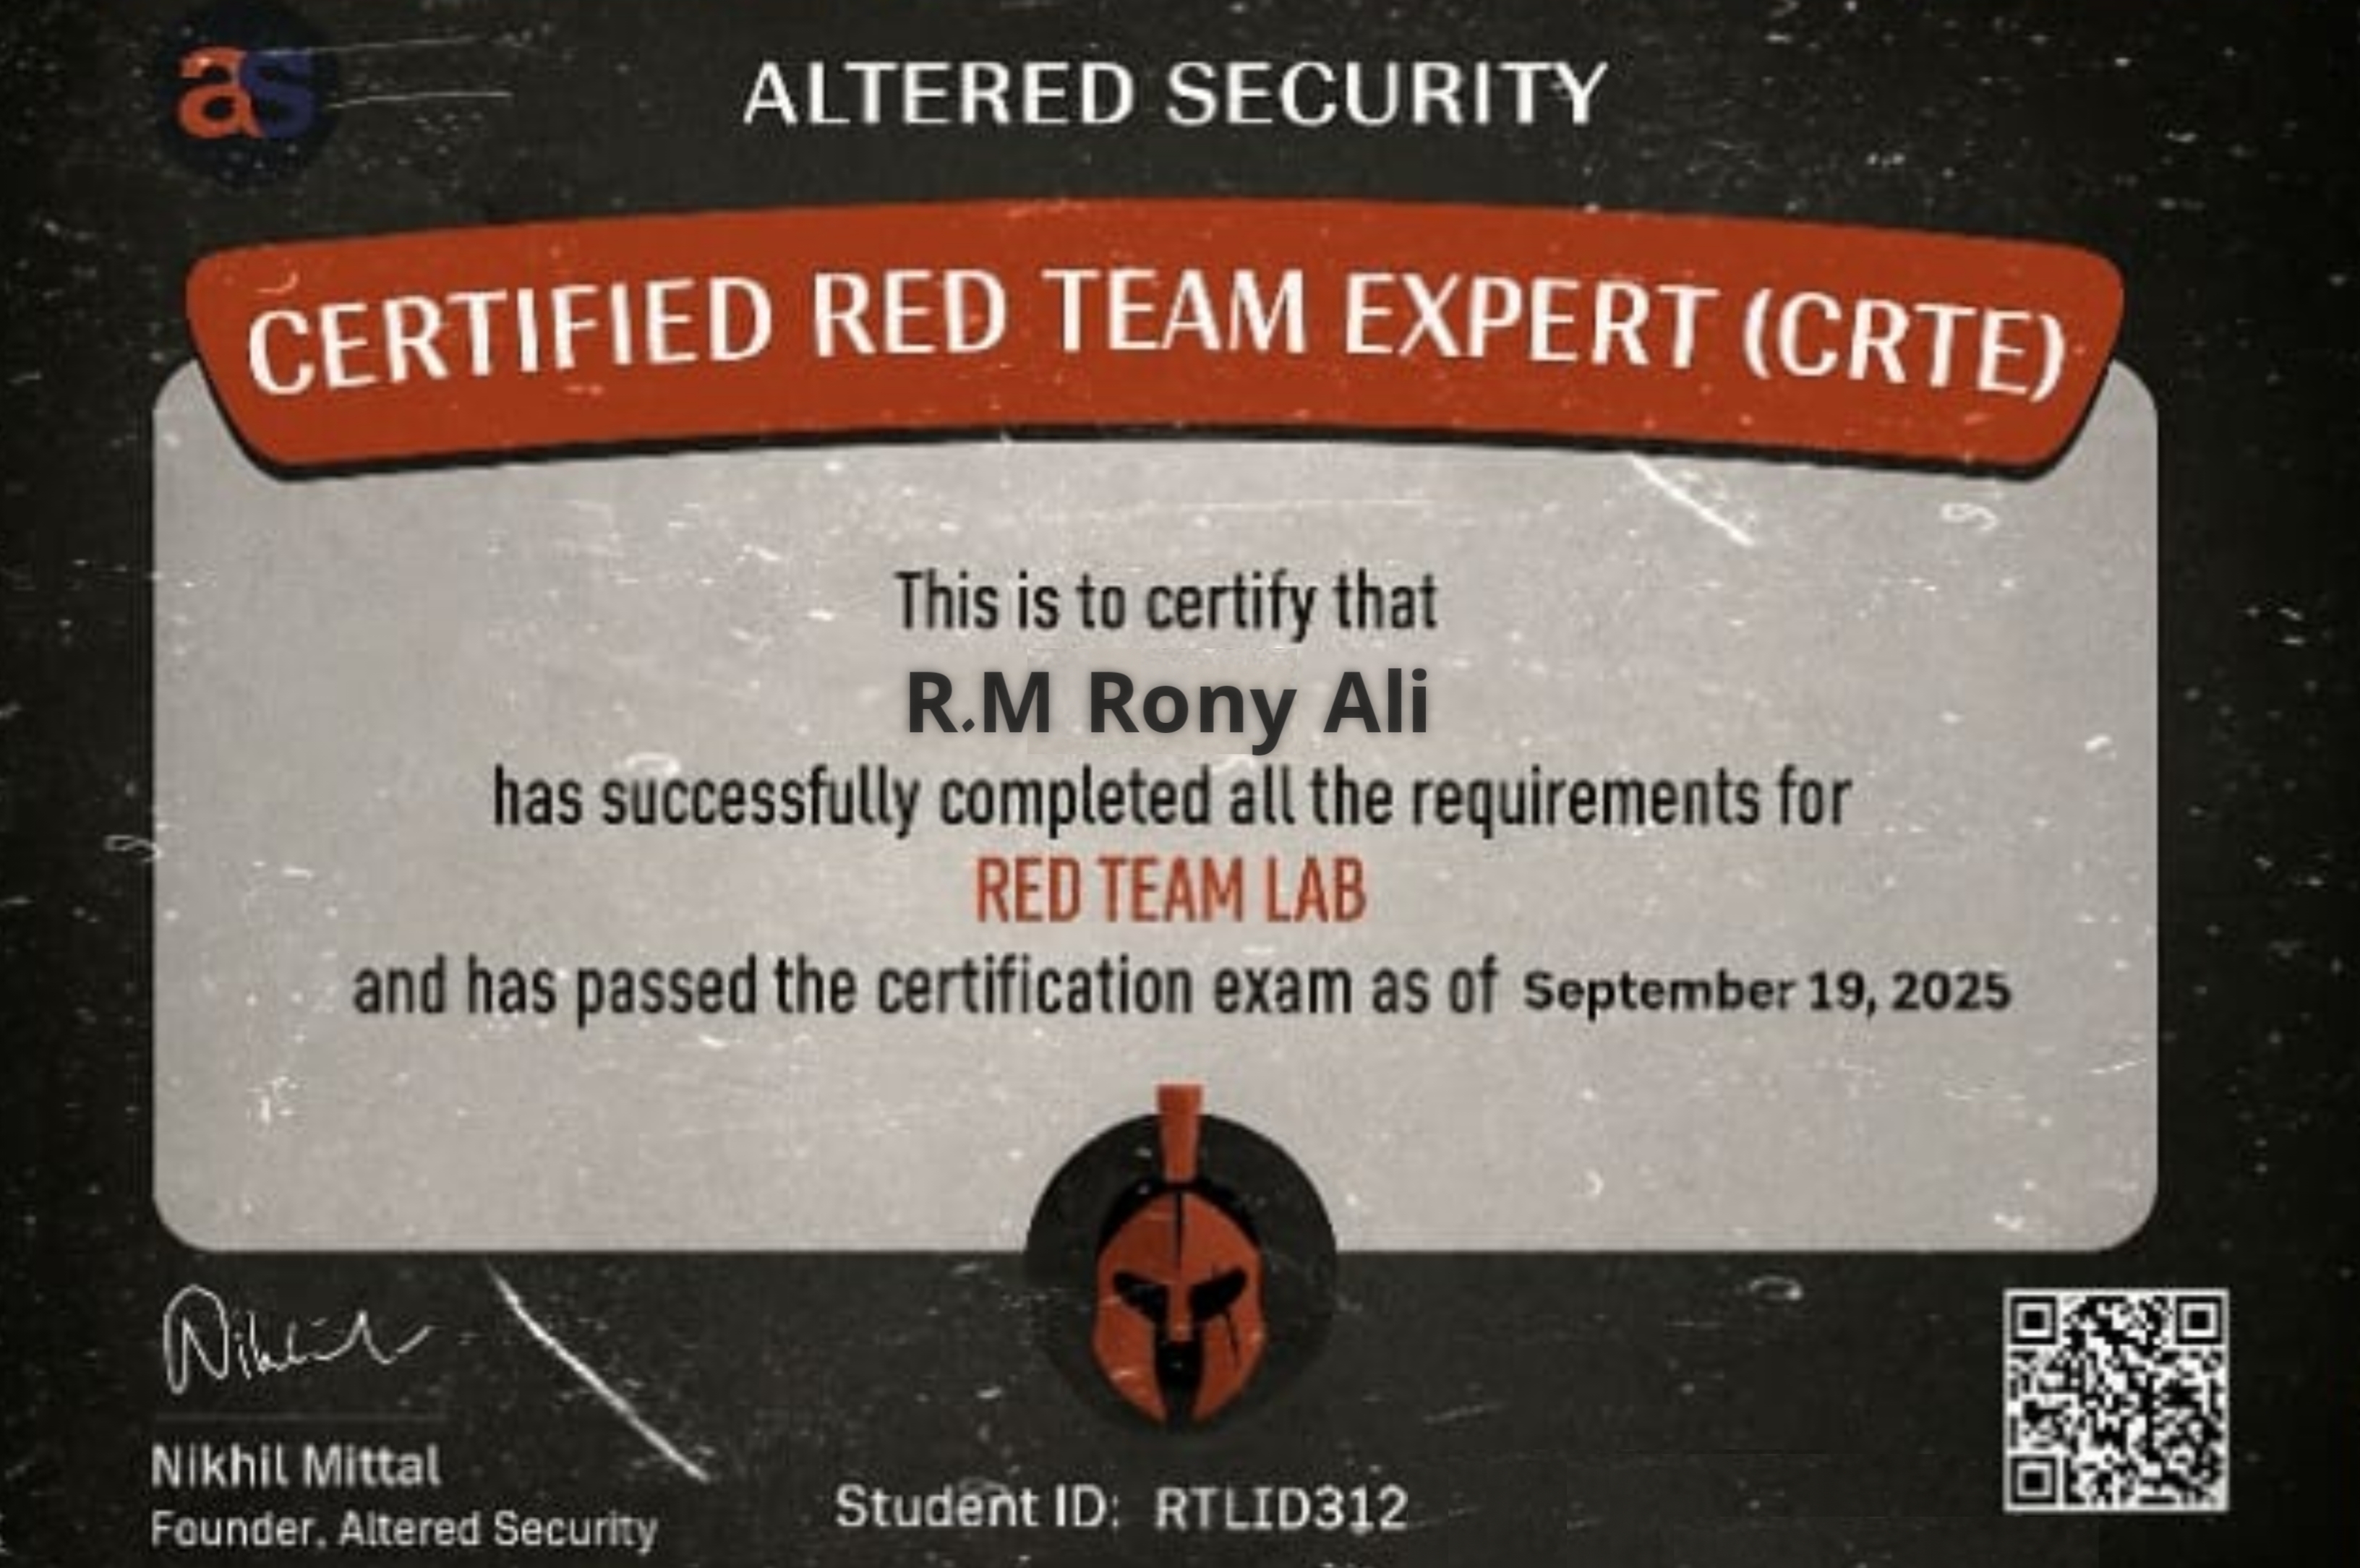 as
ALTERED SECURITY
CERTIFIED RED TEAM EXPERT (CRTE)
This is to certify that
R.M Rony Ali
has successfully completed all the requirements for
RED TEAM LAB
and has passed the certification exam as of September 19, 2025
Nikhil
Nikhil Mittal
Founder, Altered Security
Student ID: RTLID312